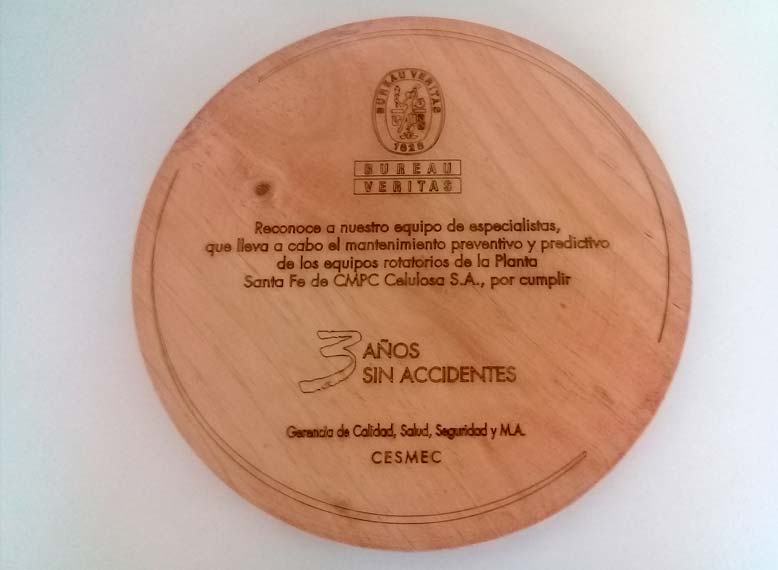 BUREAU VERITAS
1828
BUREAU
VERITAS
Reconoce a nuestro equipo de especialistas,
que lleva a cabo el mantenimiento preventivo y predictivo
de los equipos rotatorios de la Planta
Santa Fe de CMPC Celulosa S.A., por cumplir
3 AÑOS
SIN ACCIDENTES
Gerencia de Calidad, Salud, Seguridad y M.A.
CESMEC